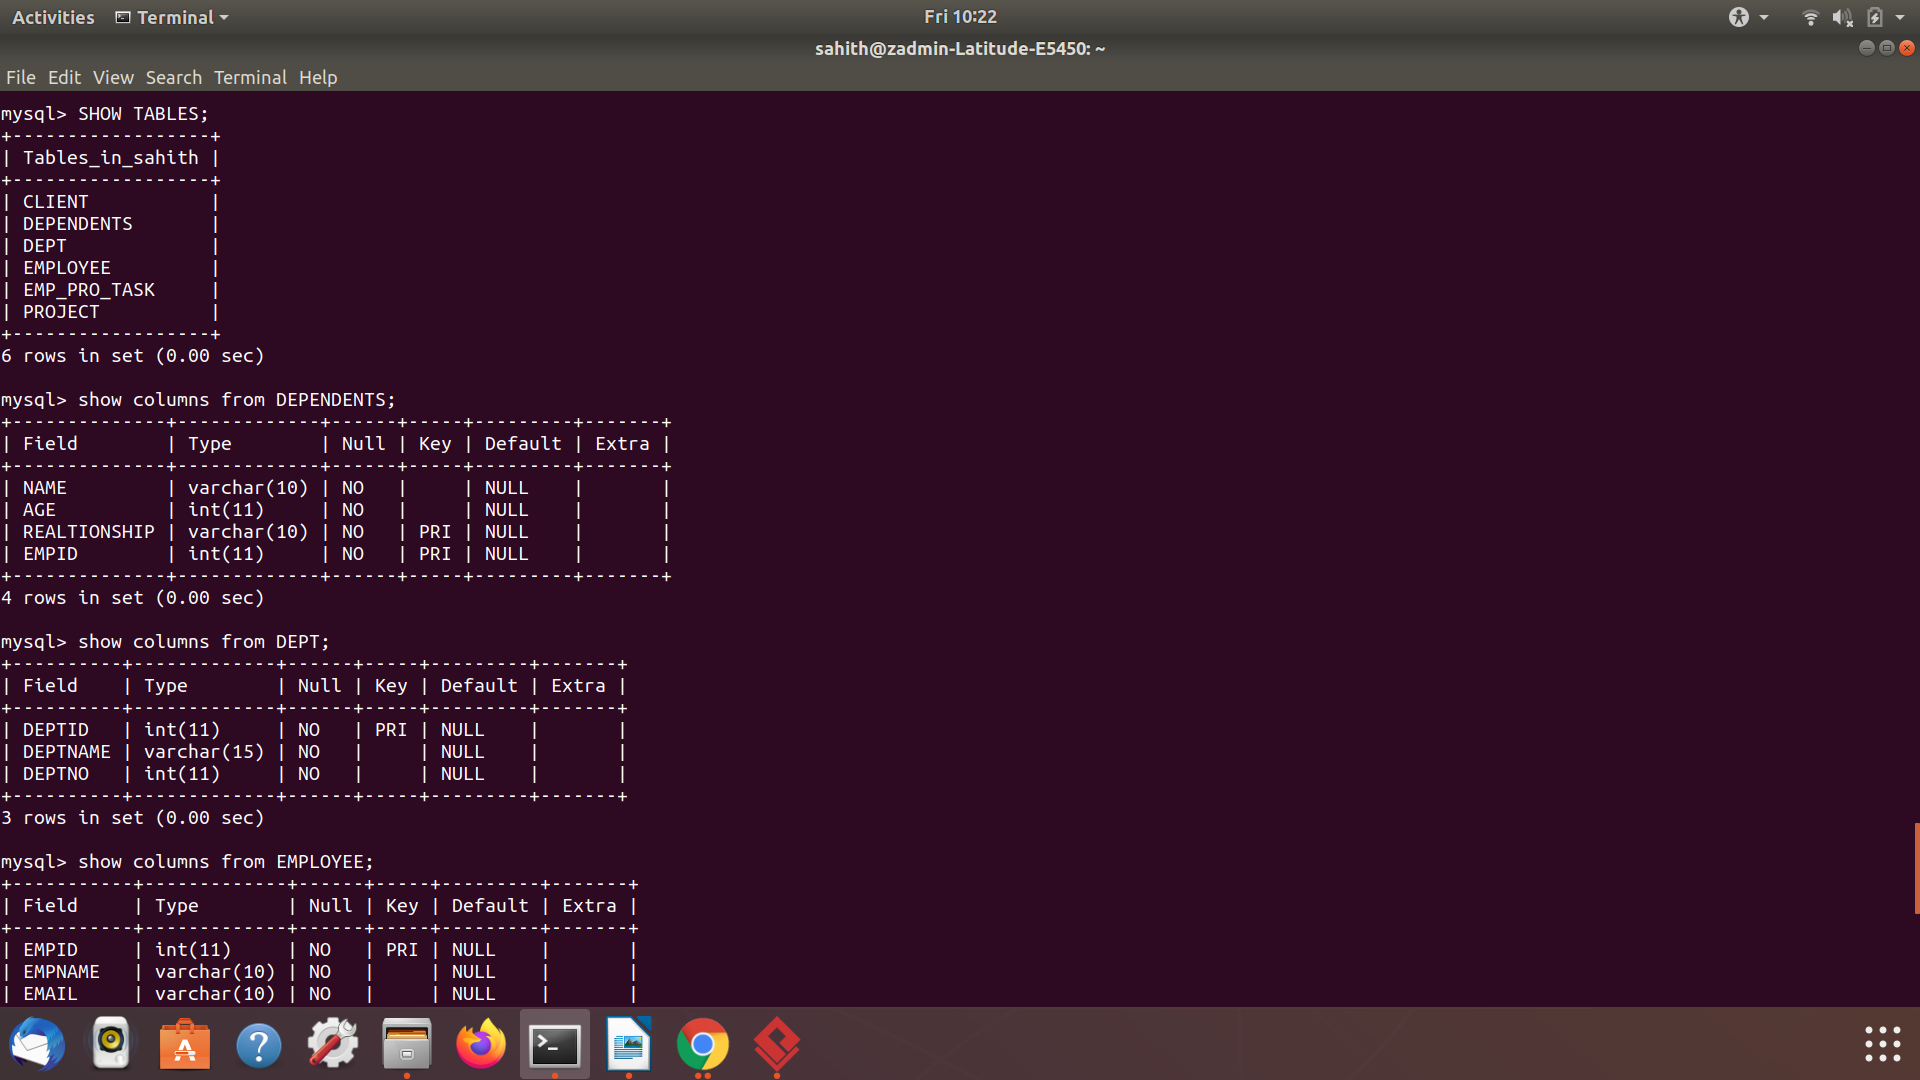 Activities Terminal Fri 10:22
sahith@zadmin-Latitude-E5450: ~
File Edit View Search Terminal Help
mysql> SHOW TABLES;
+------------------+
| Tables_in_sahith |
+------------------+
| CLIENT           |
| DEPENDENTS       |
| DEPT             |
| EMPLOYEE         |
| EMP_PRO_TASK     |
| PROJECT          |
+------------------+
6 rows in set (0.00 sec)

mysql> show columns from DEPENDENTS;
+--------------+-------------+------+-----+---------+-------+
| Field        | Type        | Null | Key | Default | Extra |
+--------------+-------------+------+-----+---------+-------+
| NAME         | varchar(10) | NO   |     | NULL    |       |
| AGE          | int(11)     | NO   |     | NULL    |       |
| REALTIONSHIP | varchar(10) | NO   | PRI | NULL    |       |
| EMPID        | int(11)     | NO   | PRI | NULL    |       |
+--------------+-------------+------+-----+---------+-------+
4 rows in set (0.00 sec)

mysql> show columns from DEPT;
+----------+-------------+------+-----+---------+-------+
| Field    | Type        | Null | Key | Default | Extra |
+----------+-------------+------+-----+---------+-------+
| DEPTID   | int(11)     | NO   | PRI | NULL    |       |
| DEPTNAME | varchar(15) | NO   |     | NULL    |       |
| DEPTNO   | int(11)     | NO   |     | NULL    |       |
+----------+-------------+------+-----+---------+-------+
3 rows in set (0.00 sec)

mysql> show columns from EMPLOYEE;
+-----------+-------------+------+-----+---------+-------+
| Field     | Type        | Null | Key | Default | Extra |
+-----------+-------------+------+-----+---------+-------+
| EMPID     | int(11)     | NO   | PRI | NULL    |       |
| EMPNAME   | varchar(10) | NO   |     | NULL    |       |
| EMAIL     | varchar(10) | NO   |     | NULL    |       |